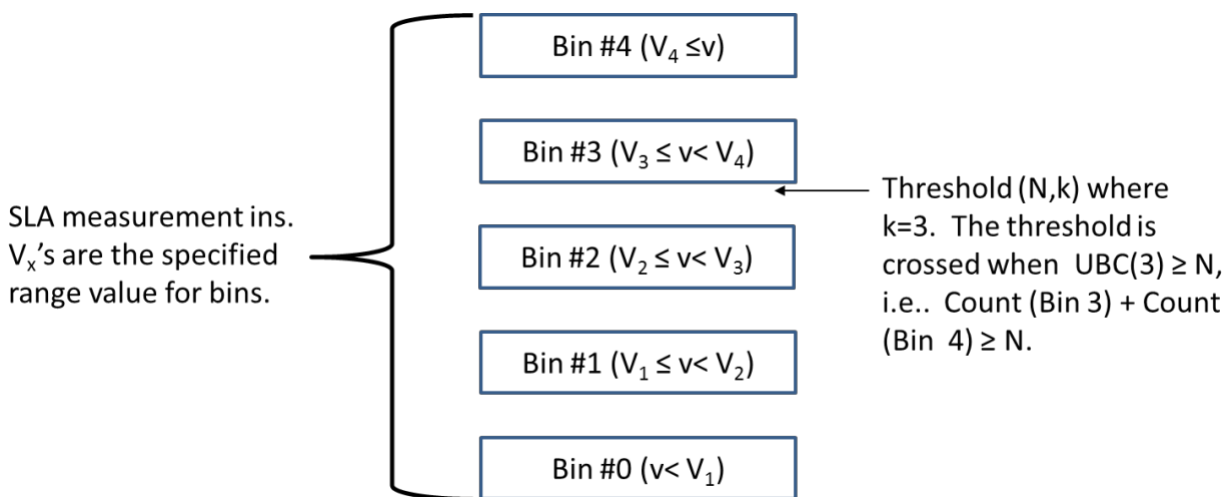 Bin #4 (V₄ ≤v)
Bin #3 (V₃ ≤ v< V₄)
SLA measurement ins.
Vₓ's are the specified
range value for bins.
Bin #2 (V₂ ≤ v< V₃)
Threshold (N,k) where
k=3. The threshold is
crossed when UBC(3) ≥ N,
i.e.. Count (Bin 3) + Count
(Bin 4) ≥ N.
Bin #1 (V₁ ≤ v< V₂)
Bin #0 (v< V₁)